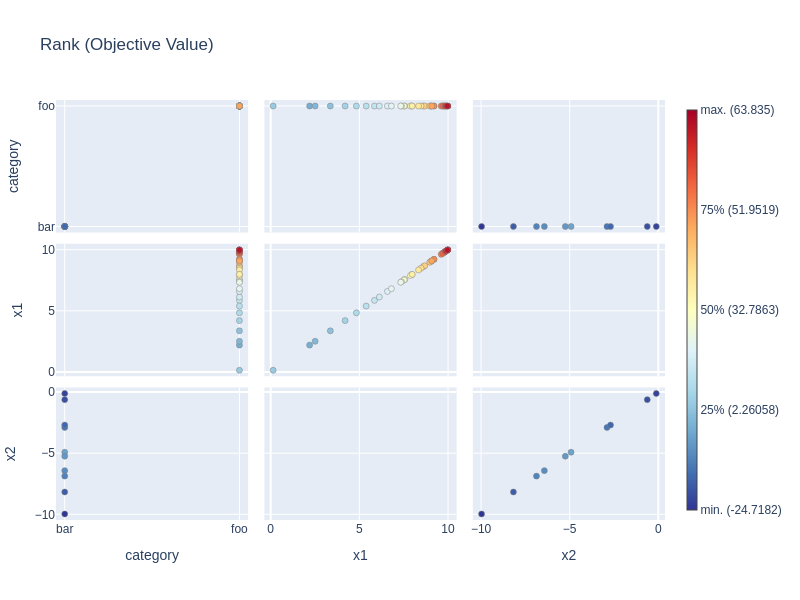 Rank (Objective Value)
foo
bar
category
max. (63.835)
75% (51.9519)
50% (32.7863)
25% (2.26058)
min. (-24.7182)
10
5
0
x1
0
−5
−10
x2
bar
foo
0
5
10
−10
−5
0
category
x1
x2